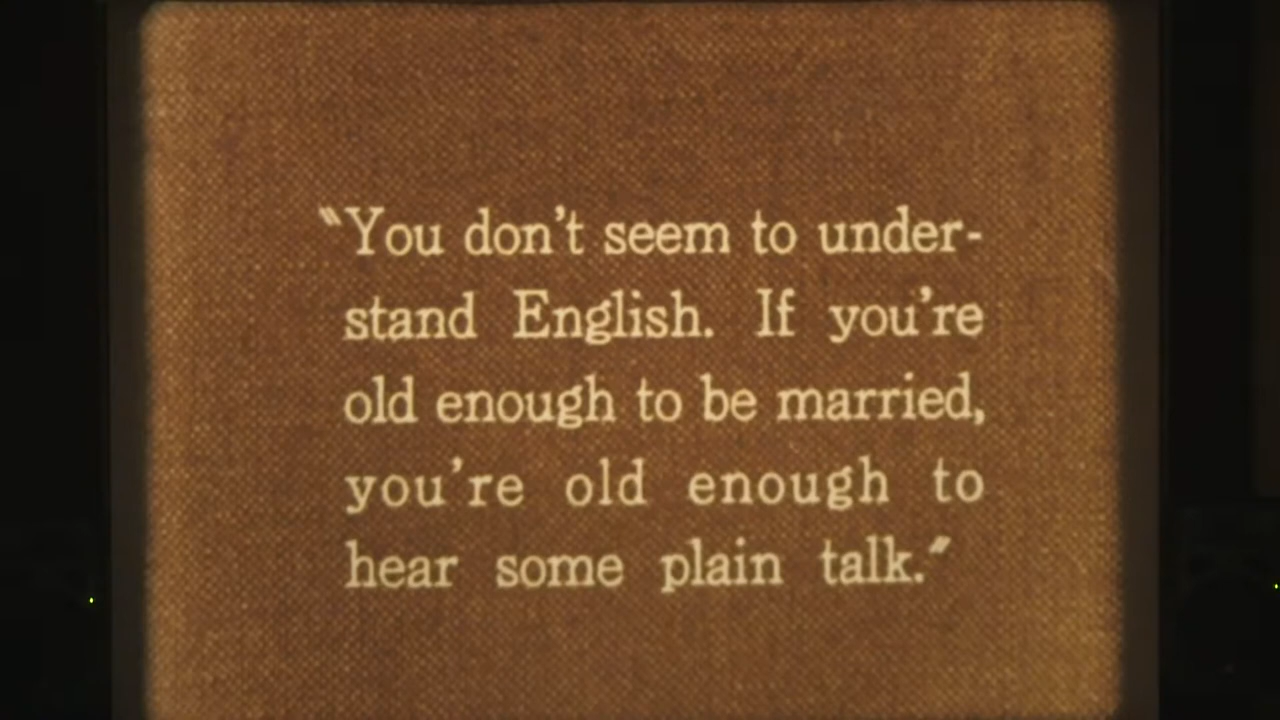 "You don't seem to under-
stand English. If you're
old enough to be married,
you're old enough to
hear some plain talk."